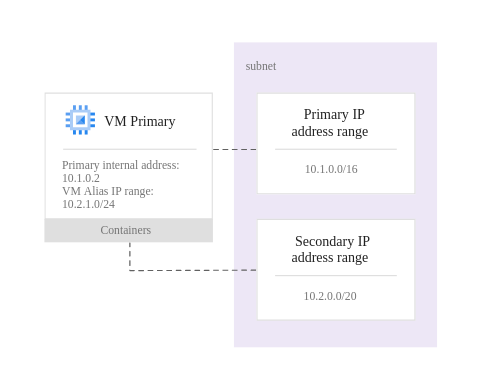 subnet
VM Primary
Primary internal address:
10.1.0.2
VM Alias IP range:
10.2.1.0/24
Containers
Primary IP
address range
10.1.0.0/16
Secondary IP
address range
10.2.0.0/20